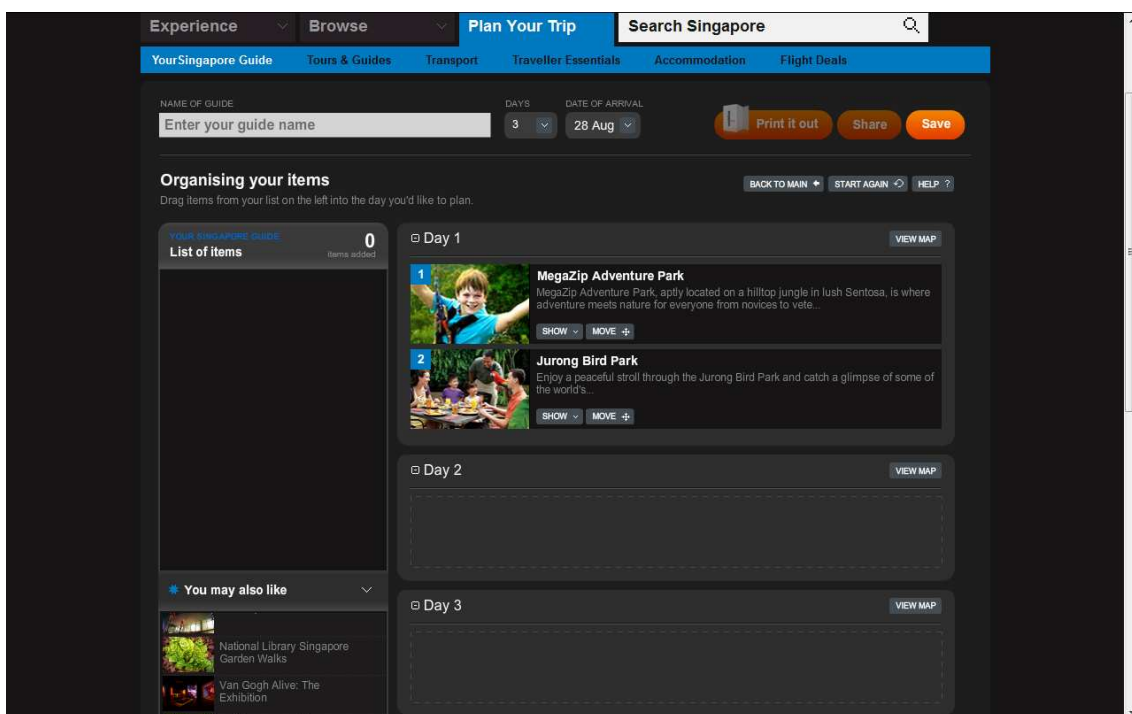 Experience
Browse
Plan Your Trip
Search Singapore
YourSingapore Guide
Tours & Guides
Transport
Traveller Essentials
Accommodation
Flight Deals
NAME OF GUIDE
Enter your guide name
DAYS
3
DATE OF ARRIVAL
28 Aug
Print it out
Share
Save
Organising your items
Drag items from your list on the left into the day you'd like to plan.
BACK TO MAIN
START AGAIN
HELP ?
YOUR SINGAPORE GUIDE
List of items
0
items added
Day 1
VIEW MAP
1
MegaZip Adventure Park
MegaZip Adventure Park, aptly located on a hilltop jungle in lush Sentosa, is where
adventure meets nature for everyone from novices to vete...
SHOW
MOVE
2
Jurong Bird Park
Enjoy a peaceful stroll through the Jurong Bird Park and catch a glimpse of some of
the world's...
SHOW
MOVE
Day 2
VIEW MAP
You may also like
National Library Singapore
Garden Walks
Van Gogh Alive: The
Exhibition
Day 3
VIEW MAP